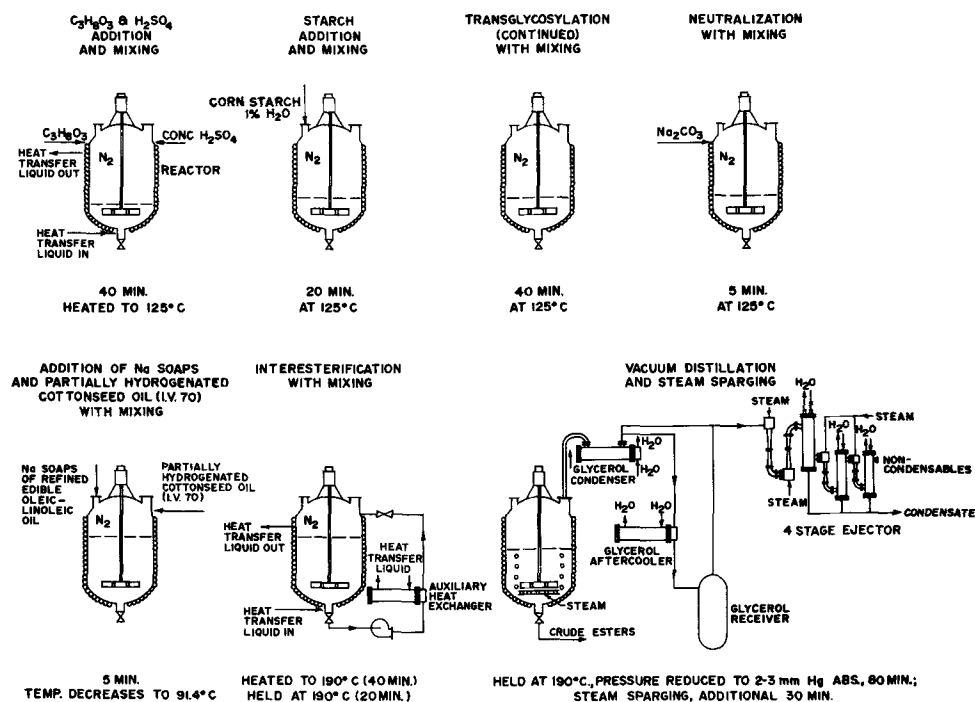 C3H8O3 & H2SO4
ADDITION
AND MIXING
C3H8O3
CONC H2SO4
HEAT
TRANSFER
LIQUID OUT
N2
REACTOR
HEAT
TRANSFER
LIQUID IN
40 MIN.
HEATED TO 125°C
STARCH
ADDITION
AND MIXING
CORN STARCH
1% H2O
N2
20 MIN.
AT 125°C
TRANSGLYCOSYLATION
(CONTINUED)
WITH MIXING
N2
40 MIN.
AT 125°C
NEUTRALIZATION
WITH MIXING
Na2CO3
N2
5 MIN.
AT 125°C
ADDITION OF Na SOAPS
AND PARTIALLY HYDROGENATED
COTTONSEED OIL (I.V. 70)
WITH MIXING
Na SOAPS
OF REFINED
EDIBLE
OLEIC-
LINOLEIC
OIL
N2
PARTIALLY
HYDROGENATED
COTTONSEED OIL
(I.V. 70)
5 MIN.
TEMP. DECREASES TO 91.4°C
INTERESTERIFICATION
WITH MIXING
N2
HEAT
TRANSFER
LIQUID OUT
HEAT
TRANSFER
LIQUID
AUXILIARY
HEAT
EXCHANGER
HEAT
TRANSFER
LIQUID IN
HEATED TO 190°C (40 MIN.)
HELD AT 190°C (20 MIN.)
VACUUM DISTILLATION
AND STEAM SPARGING
H2O
GLYCEROL
CONDENSER
H2O
H2O
H2O
GLYCEROL
AFTERCOOLER
STEAM
CRUDE ESTERS
GLYCEROL
RECEIVER
STEAM
H2O
STEAM
H2O
H2O
NON-
CONDENSABLES
STEAM
CONDENSATE
4 STAGE EJECTOR
HELD AT 190°C., PRESSURE REDUCED TO 2-3 mm Hg ABS., 80 MIN.;
STEAM SPARGING, ADDITIONAL 30 MIN.